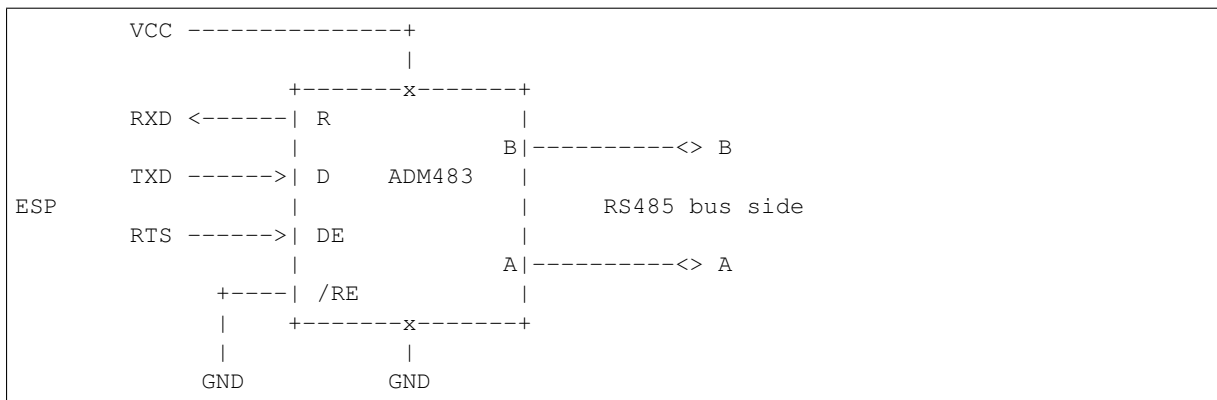 VCC ---------------+
|
+-------x-------+
RXD <------| R |
| B|----------<> B
TXD ------>| D ADM483 |
ESP | | RS485 bus side
RTS ------>| DE |
| A|----------<> A
+----| /RE |
| +-------x-------+
| |
GND GND